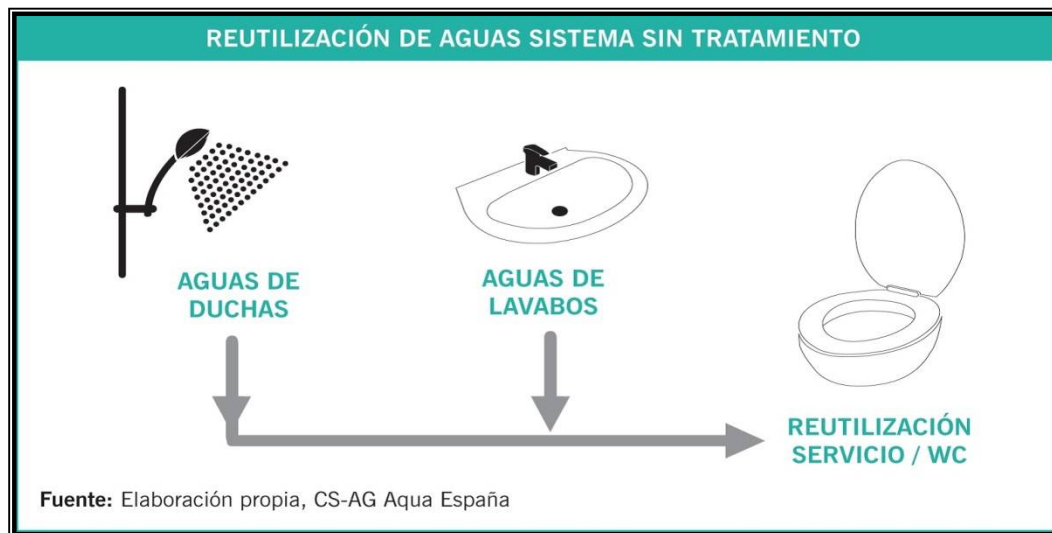 REUTILIZACIÓN DE AGUAS SISTEMA SIN TRATAMIENTO
AGUAS DE
DUCHAS
AGUAS DE
LAVABOS
REUTILIZACIÓN
SERVICIO / WC
Fuente: Elaboración propia, CS-AG Aqua España